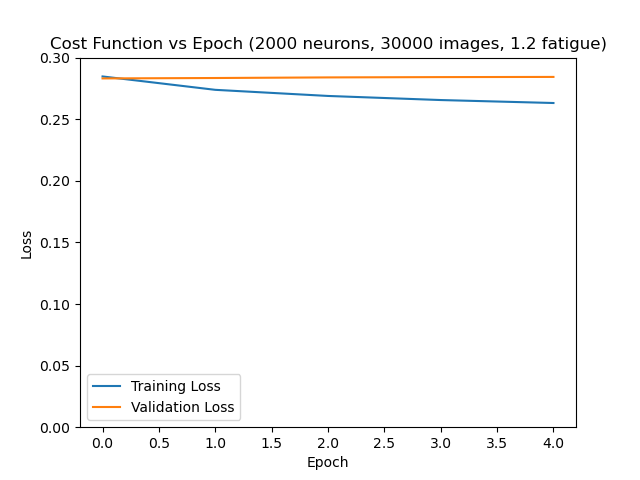 Cost Function vs Epoch (2000 neurons, 30000 images, 1.2 fatigue)
0.30
0.25
0.20
0.15
0.10
0.05
0.00
Loss
Training Loss
Validation Loss
0.0 0.5 1.0 1.5 2.0 2.5 3.0 3.5 4.0
Epoch